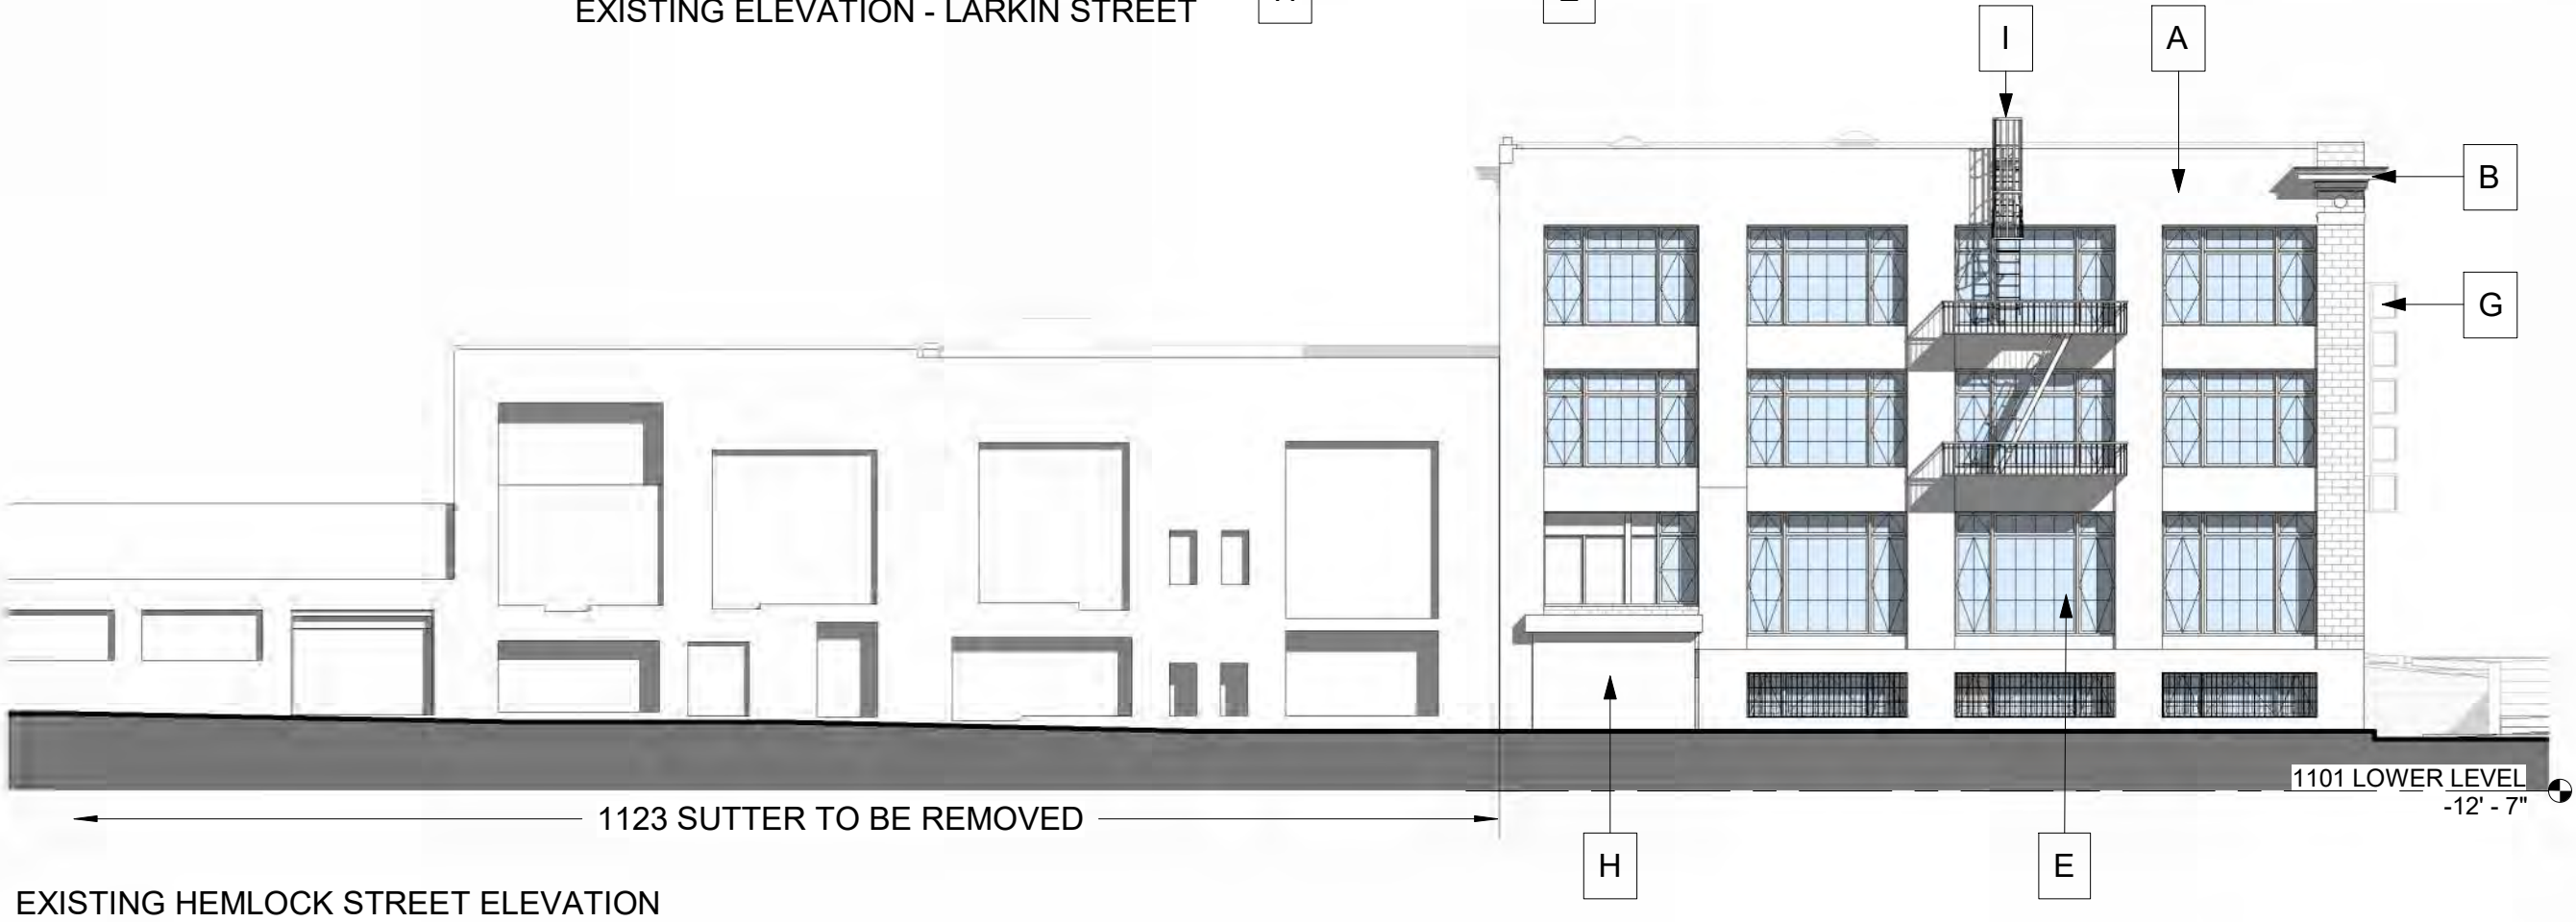 EXISTING ELEVATION - LARKIN STREET
I
A
B
G
1101 LOWER LEVEL
-12' - 7"
1123 SUTTER TO BE REMOVED
H
E
EXISTING HEMLOCK STREET ELEVATION